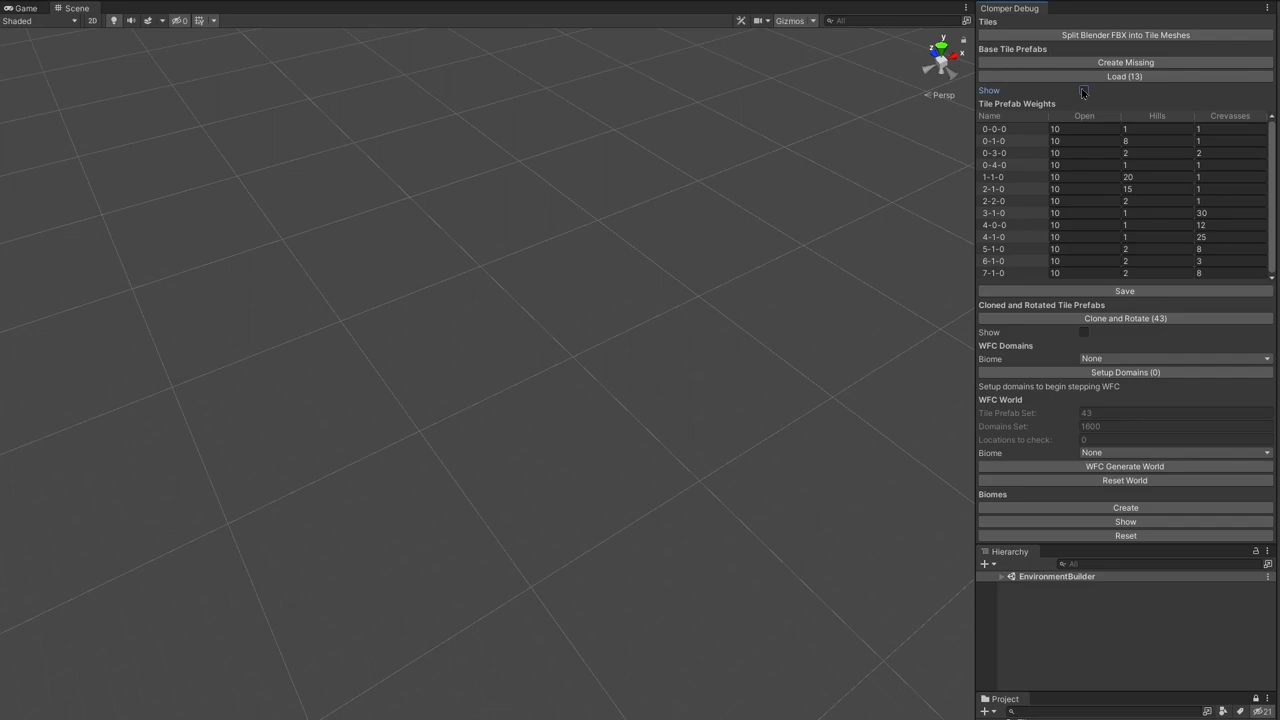 Game Scene
Shaded 2D 0 Gizmos All
y
z x
< Persp
Clomper Debug
Tiles
Split Blender FBX into Tile Meshes
Base Tile Prefabs
Create Missing
Load (13)
Show
Tile Prefab Weights
Name Open Hills Crevasses
0-0-0 10 1 1
0-1-0 10 8 1
0-3-0 10 2 2
0-4-0 10 1 1
1-1-0 10 20 1
2-1-0 10 15 1
2-2-0 10 2 1
3-1-0 10 1 30
4-0-0 10 1 12
4-1-0 10 1 25
5-1-0 10 2 8
6-1-0 10 2 3
7-1-0 10 2 8
Save
Cloned and Rotated Tile Prefabs
Clone and Rotate (43)
Show
WFC Domains
Biome None
Setup Domains (0)
Setup domains to begin stepping WFC
WFC World
Tile Prefab Set: 43
Domains Set: 1600
Locations to check: 0
Biome None
WFC Generate World
Reset World
Biomes
Create
Show
Reset
Hierarchy
+ All
EnvironmentBuilder
Project
+ 21